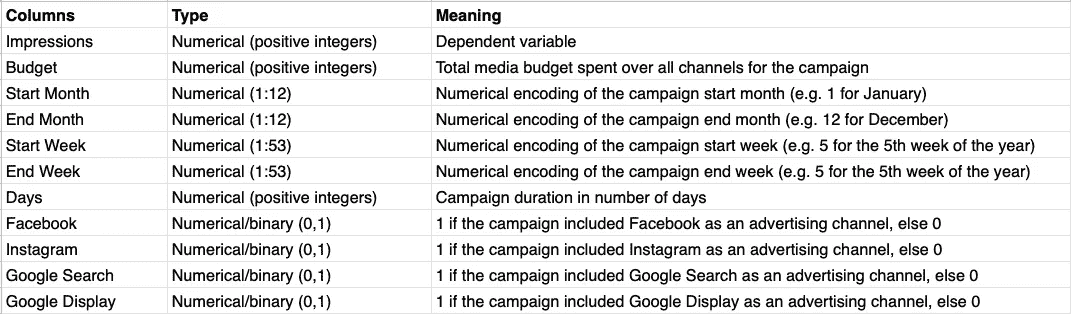 Columns Type Meaning
Impressions Numerical (positive integers) Dependent variable
Budget Numerical (positive integers) Total media budget spent over all channels for the campaign
Start Month Numerical (1:12) Numerical encoding of the campaign start month (e.g. 1 for January)
End Month Numerical (1:12) Numerical encoding of the campaign end month (e.g. 12 for December)
Start Week Numerical (1:53) Numerical encoding of the campaign start week (e.g. 5 for the 5th week of the year)
End Week Numerical (1:53) Numerical encoding of the campaign end week (e.g. 5 for the 5th week of the year)
Days Numerical (positive integers) Campaign duration in number of days
Facebook Numerical/binary (0,1) 1 if the campaign included Facebook as an advertising channel, else 0
Instagram Numerical/binary (0,1) 1 if the campaign included Instagram as an advertising channel, else 0
Google Search Numerical/binary (0,1) 1 if the campaign included Google Search as an advertising channel, else 0
Google Display Numerical/binary (0,1) 1 if the campaign included Google Display as an advertising channel, else 0